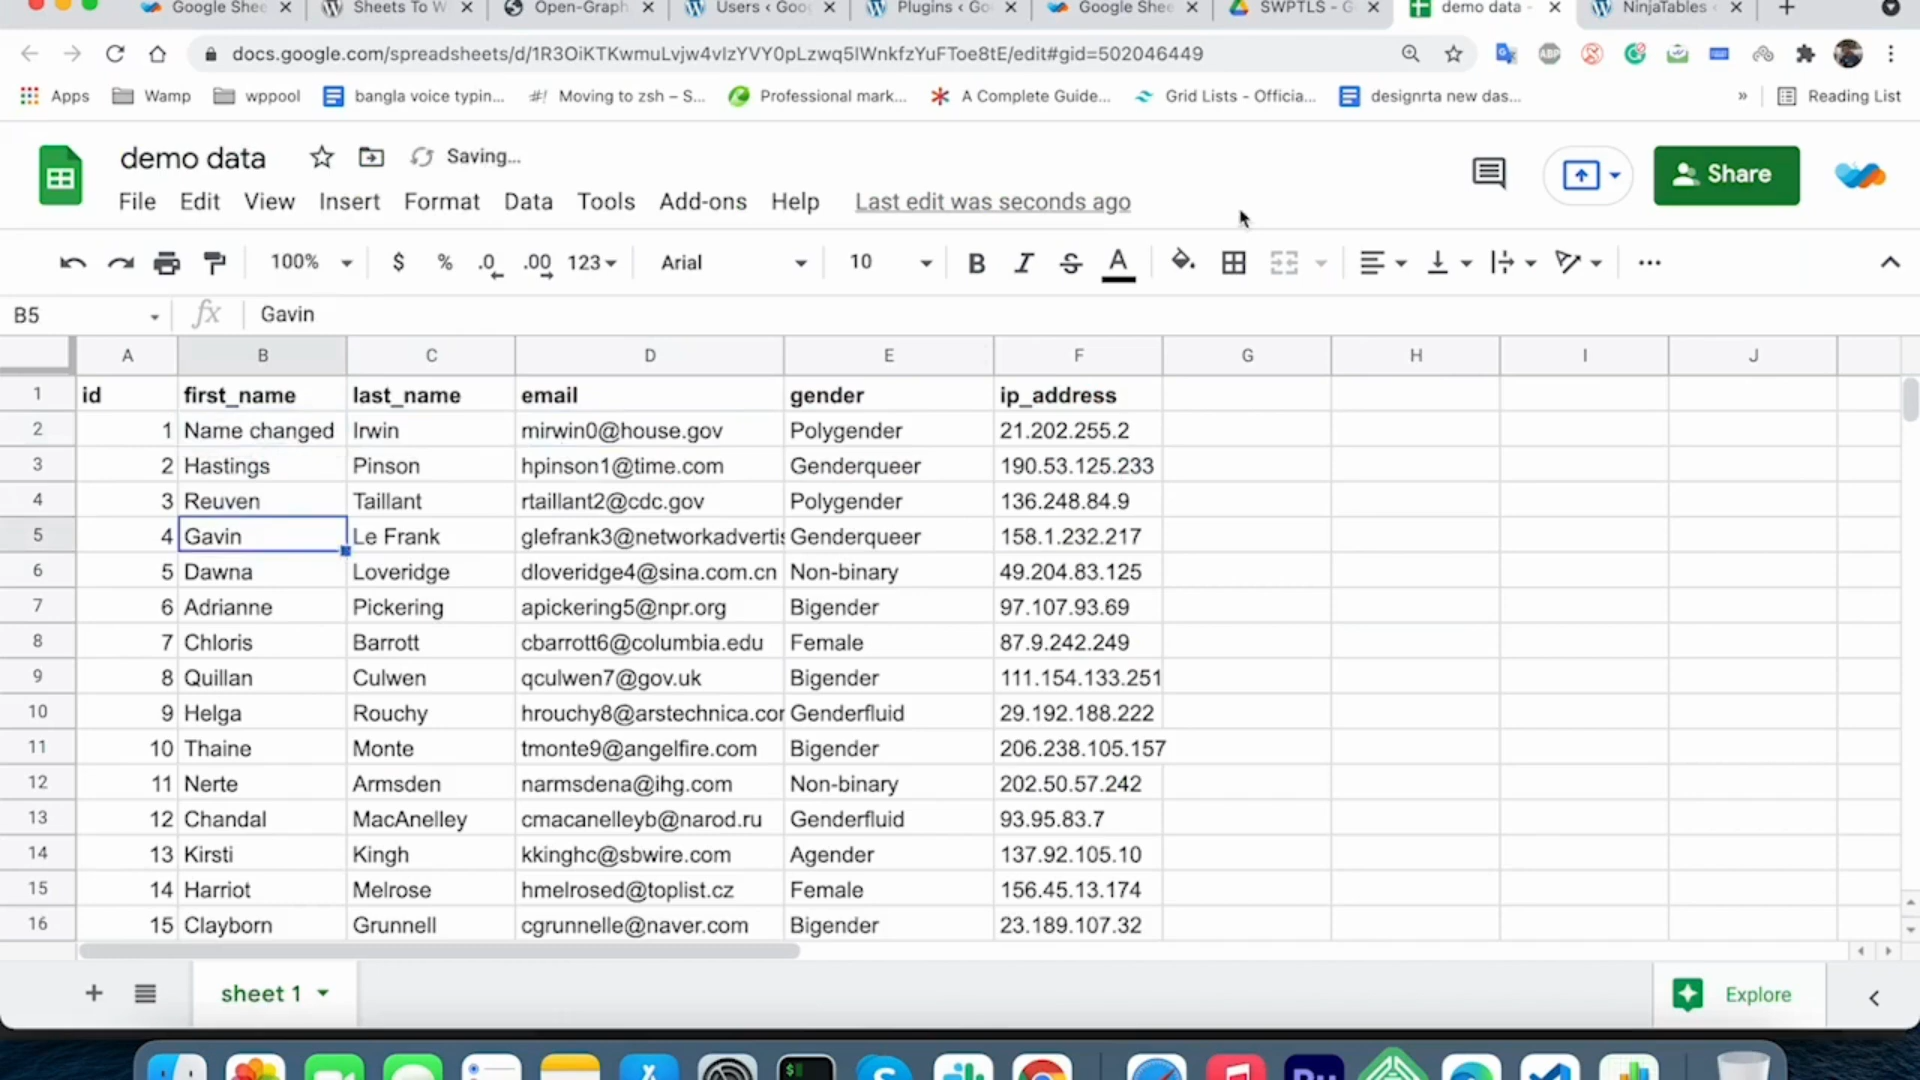 Google Shee
Sheets To W
Open-Graph
Users ‹ Goo
Plugins ‹ Go
Google Shee
SWPTLS - G
demo data -
NinjaTables ‹
docs.google.com/spreadsheets/d/1R3OiKTKwmuLvjw4vIzYVY0pLzwq5IWnkfzYuFToe8tE/edit#gid=502046449
Apps
Wamp
wppool
bangla voice typin...
Moving to zsh – S...
Professional mark...
A Complete Guide...
Grid Lists - Officia...
designrta new das...
»
Reading List
demo data
Saving...
Share
File Edit View Insert Format Data Tools Add-ons Help Last edit was seconds ago
100% $ % .0 .00 123 Arial 10 B I S A
B5 fx Gavin
A B C D E F G H I J
1 id first_name last_name email gender ip_address
2 1 Name changed Irwin mirwin0@house.gov Polygender 21.202.255.2
3 2 Hastings Pinson hpinson1@time.com Genderqueer 190.53.125.233
4 3 Reuven Taillant rtaillant2@cdc.gov Polygender 136.248.84.9
5 4 Gavin Le Frank glefrank3@networkadvertis Genderqueer 158.1.232.217
6 5 Dawna Loveridge dloveridge4@sina.com.cn Non-binary 49.204.83.125
7 6 Adrianne Pickering apickering5@npr.org Bigender 97.107.93.69
8 7 Chloris Barrott cbarrott6@columbia.edu Female 87.9.242.249
9 8 Quillan Culwen qculwen7@gov.uk Bigender 111.154.133.251
10 9 Helga Rouchy hrouchy8@arstechnica.cor Genderfluid 29.192.188.222
11 10 Thaine Monte tmonte9@angelfire.com Bigender 206.238.105.157
12 11 Nerte Armsden narmsdena@ihg.com Non-binary 202.50.57.242
13 12 Chandal MacAnelley cmacanelleyb@narod.ru Genderfluid 93.95.83.7
14 13 Kirsti Kingh kkinghc@sbwire.com Agender 137.92.105.10
15 14 Harriot Melrose hmelrosed@toplist.cz Female 156.45.13.174
16 15 Clayborn Grunnell cgrunnelle@naver.com Bigender 23.189.107.32
sheet 1
Explore